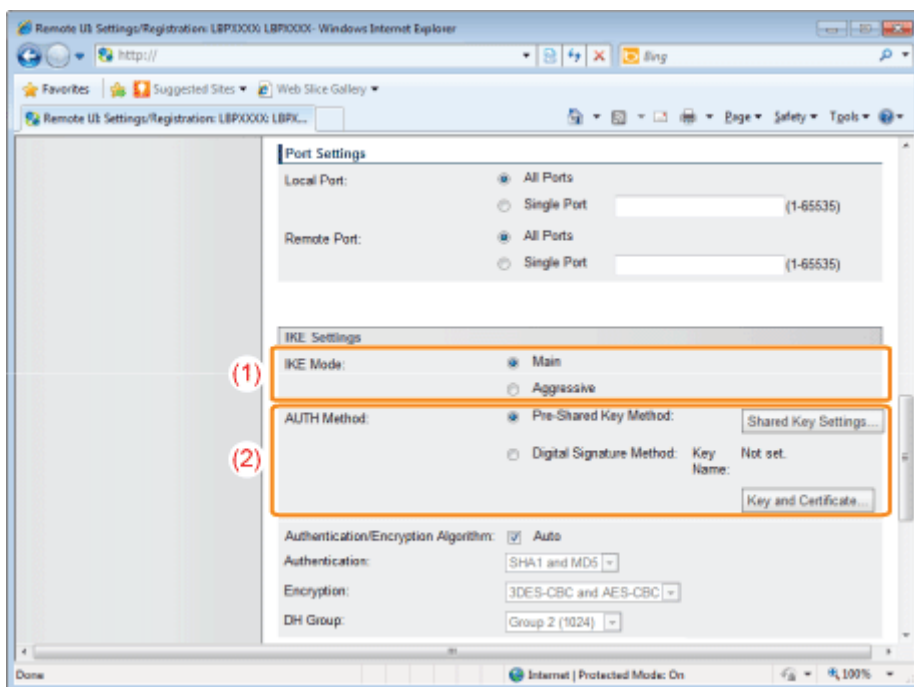 Remote UI: Settings/Registration: LBPXXXX: LBPXXXX - Windows Internet Explorer
http://
Bing
Favorites Suggested Sites Web Slice Gallery
Remote UI: Settings/Registration: LBPXXXX: LBPX... Page Safety Tools
Port Settings
Local Port: All Ports
Single Port (1-65535)
Remote Port: All Ports
Single Port (1-65535)
IKE Settings
(1) IKE Mode: Main
Aggressive
AUTH Method: Pre-Shared Key Method: Shared Key Settings...
(2) Digital Signature Method: Key Name: Not set.
Key and Certificate...
Authentication/Encryption Algorithm: Auto
Authentication: SHA1 and MD5
Encryption: 3DES-CBC and AES-CBC
DH Group: Group 2 (1024)
Done Internet | Protected Mode: On 100%